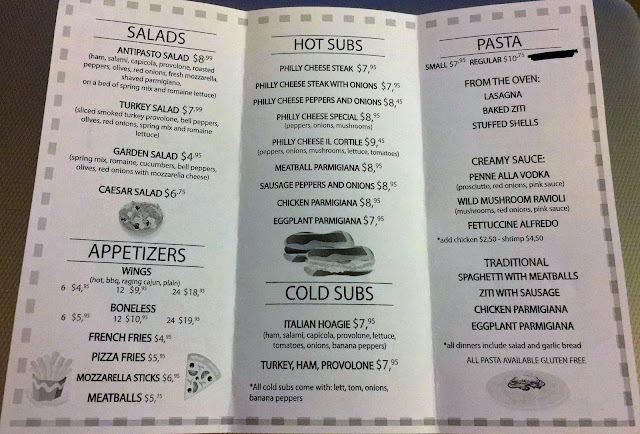 SALADS
ANTIPASTO SALAD $8.99
(ham, salami, capicola, provolone, roasted
peppers, olives, red onions, fresh mozzarella,
shaved parmigiano,
on a bed of spring mix and romaine lettuce)
TURKEY SALAD $7.99
(sliced smoked turkey provolone, bell peppers,
olives, red onions, spring mix and romaine
lettuce)
GARDEN SALAD $4.95
(spring mix, romaine, cucumbers, bell peppers,
olives, red onions with mozzarella cheese)
CAESAR SALAD $6.75
APPETIZERS
WINGS
(hot, bbq, raging cajun, plain)
6 $4,95 12 $9,95 24 $18,95
BONELESS
6 $5,95 12 $10,95 24 $19,95
FRENCH FRIES $4,95
PIZZA FRIES $5,95
MOZZARELLA STICKS $6,95
MEATBALLS $5,75
HOT SUBS
PHILLY CHEESE STEAK $7,95
PHILLY CHEESE STEAK WITH ONIONS $7,95
PHILLY CHEESE PEPPERS AND ONIONS $8,45
PHILLY CHEESE SPECIAL $8,95
(peppers, onions, mushrooms)
PHILLY CHEESE IL CORTILE $9,45
(peppers, onions, mushrooms, lettuce, tomatoes)
MEATBALL PARMIGIANA $8,95
SAUSAGE PEPPERS AND ONIONS $8,95
CHICKEN PARMIGIANA $8,95
EGGPLANT PARMIGIANA $7,95
COLD SUBS
ITALIAN HOAGIE $7,95
(ham, salami, capicola, provolone, lettuce,
tomatoes, onions, banana peppers)
TURKEY, HAM, PROVOLONE $7,95
*All cold subs come with: lett, tom, onions,
banana peppers
PASTA
SMALL $7.95 REGULAR $10.75
FROM THE OVEN:
LASAGNA
BAKED ZITI
STUFFED SHELLS
CREAMY SAUCE:
PENNE ALLA VODKA
(prosciutto, red onions, pink sauce)
WILD MUSHROOM RAVIOLI
(mushrooms, red onions, pink sauce)
FETTUCCINE ALFREDO
*add chicken $2,50 - shrimp $4,50
TRADITIONAL
SPAGHETTI WITH MEATBALLS
ZITI WITH SAUSAGE
CHICKEN PARMIGIANA
EGGPLANT PARMIGIANA
*all dinners include salad and garlic bread
ALL PASTA AVAILABLE GLUTEN FREE